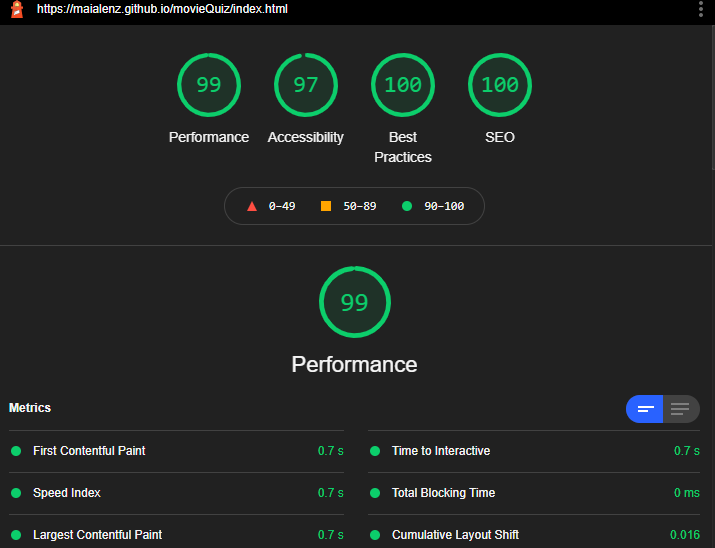 https://maialenz.github.io/movieQuiz/index.html
99
97
100
100
Performance
Accessibility
Best
Practices
SEO
0–49
50–89
90–100
99
Performance
Metrics
First Contentful Paint
0.7 s
Time to Interactive
0.7 s
Speed Index
0.7 s
Total Blocking Time
0 ms
Largest Contentful Paint
0.7 s
Cumulative Layout Shift
0.016